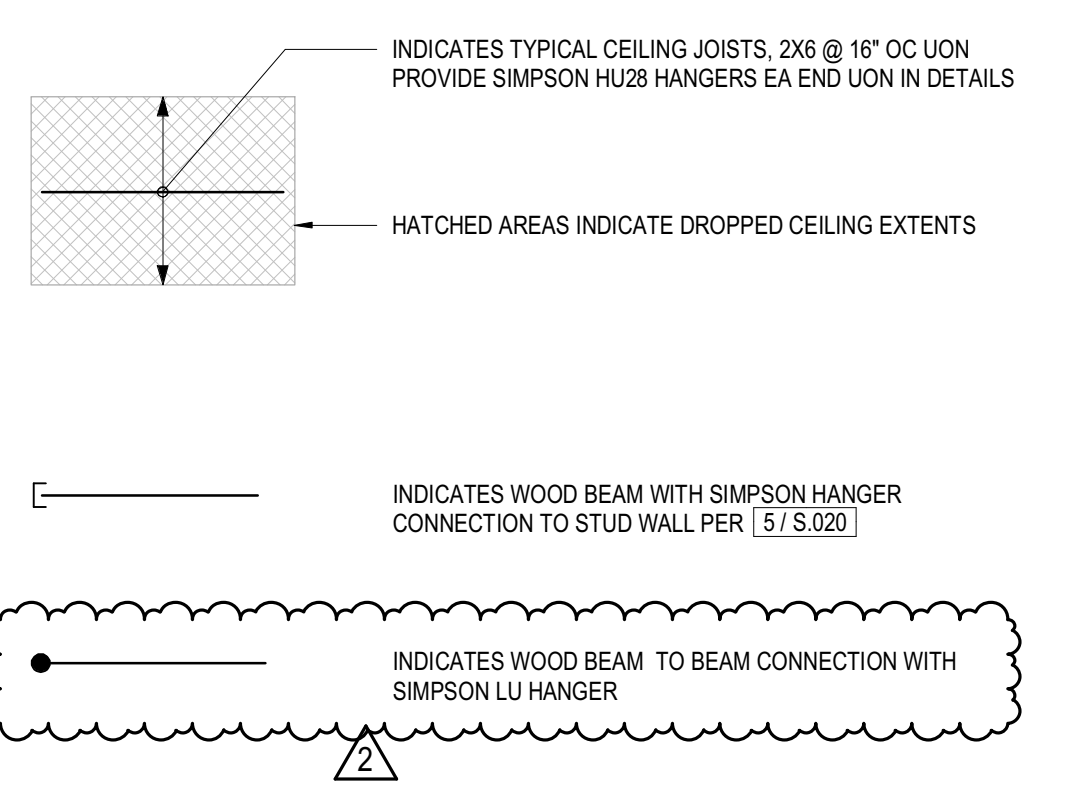 INDICATES TYPICAL CEILING JOISTS, 2X6 @ 16" OC UON
PROVIDE SIMPSON HU28 HANGERS EA END UON IN DETAILS
HATCHED AREAS INDICATE DROPPED CEILING EXTENTS
INDICATES WOOD BEAM WITH SIMPSON HANGER
CONNECTION TO STUD WALL PER 5 / S.020
INDICATES WOOD BEAM TO BEAM CONNECTION WITH
SIMPSON LU HANGER
2